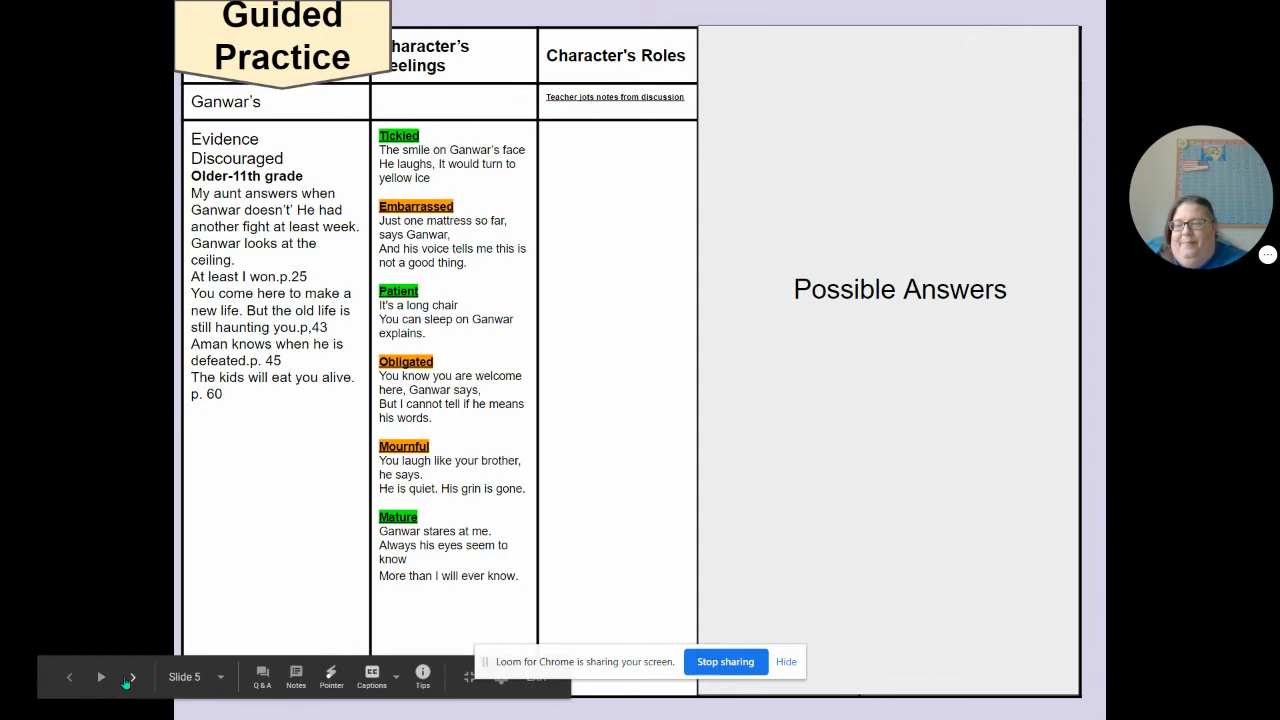 Guided
Practice
haracter's
eelings
Character's Roles
Ganwar's
Teacher jots notes from discussion
Evidence
Discouraged
Older-11th grade
My aunt answers when
Ganwar doesn't' He had
another fight at least week.
Ganwar looks at the
ceiling.
At least I won.p.25
You come here to make a
new life. But the old life is
still haunting you.p,43
Aman knows when he is
defeated.p. 45
The kids will eat you alive.
p. 60
Tickled
The smile on Ganwar's face
He laughs, It would turn to
yellow ice
Embarrassed
Just one mattress so far,
says Ganwar,
And his voice tells me this is
not a good thing.
Patient
It's a long chair
You can sleep on Ganwar
explains.
Obligated
You know you are welcome
here, Ganwar says,
But I cannot tell if he means
his words.
Mournful
You laugh like your brother,
he says.
He is quiet. His grin is gone.
Mature
Ganwar stares at me.
Always his eyes seem to
know
More than I will ever know.
Possible Answers
Loom for Chrome is sharing your screen.
Stop sharing
Hide
Slide 5
Q & A
Notes
Pointer
Captions
Tips